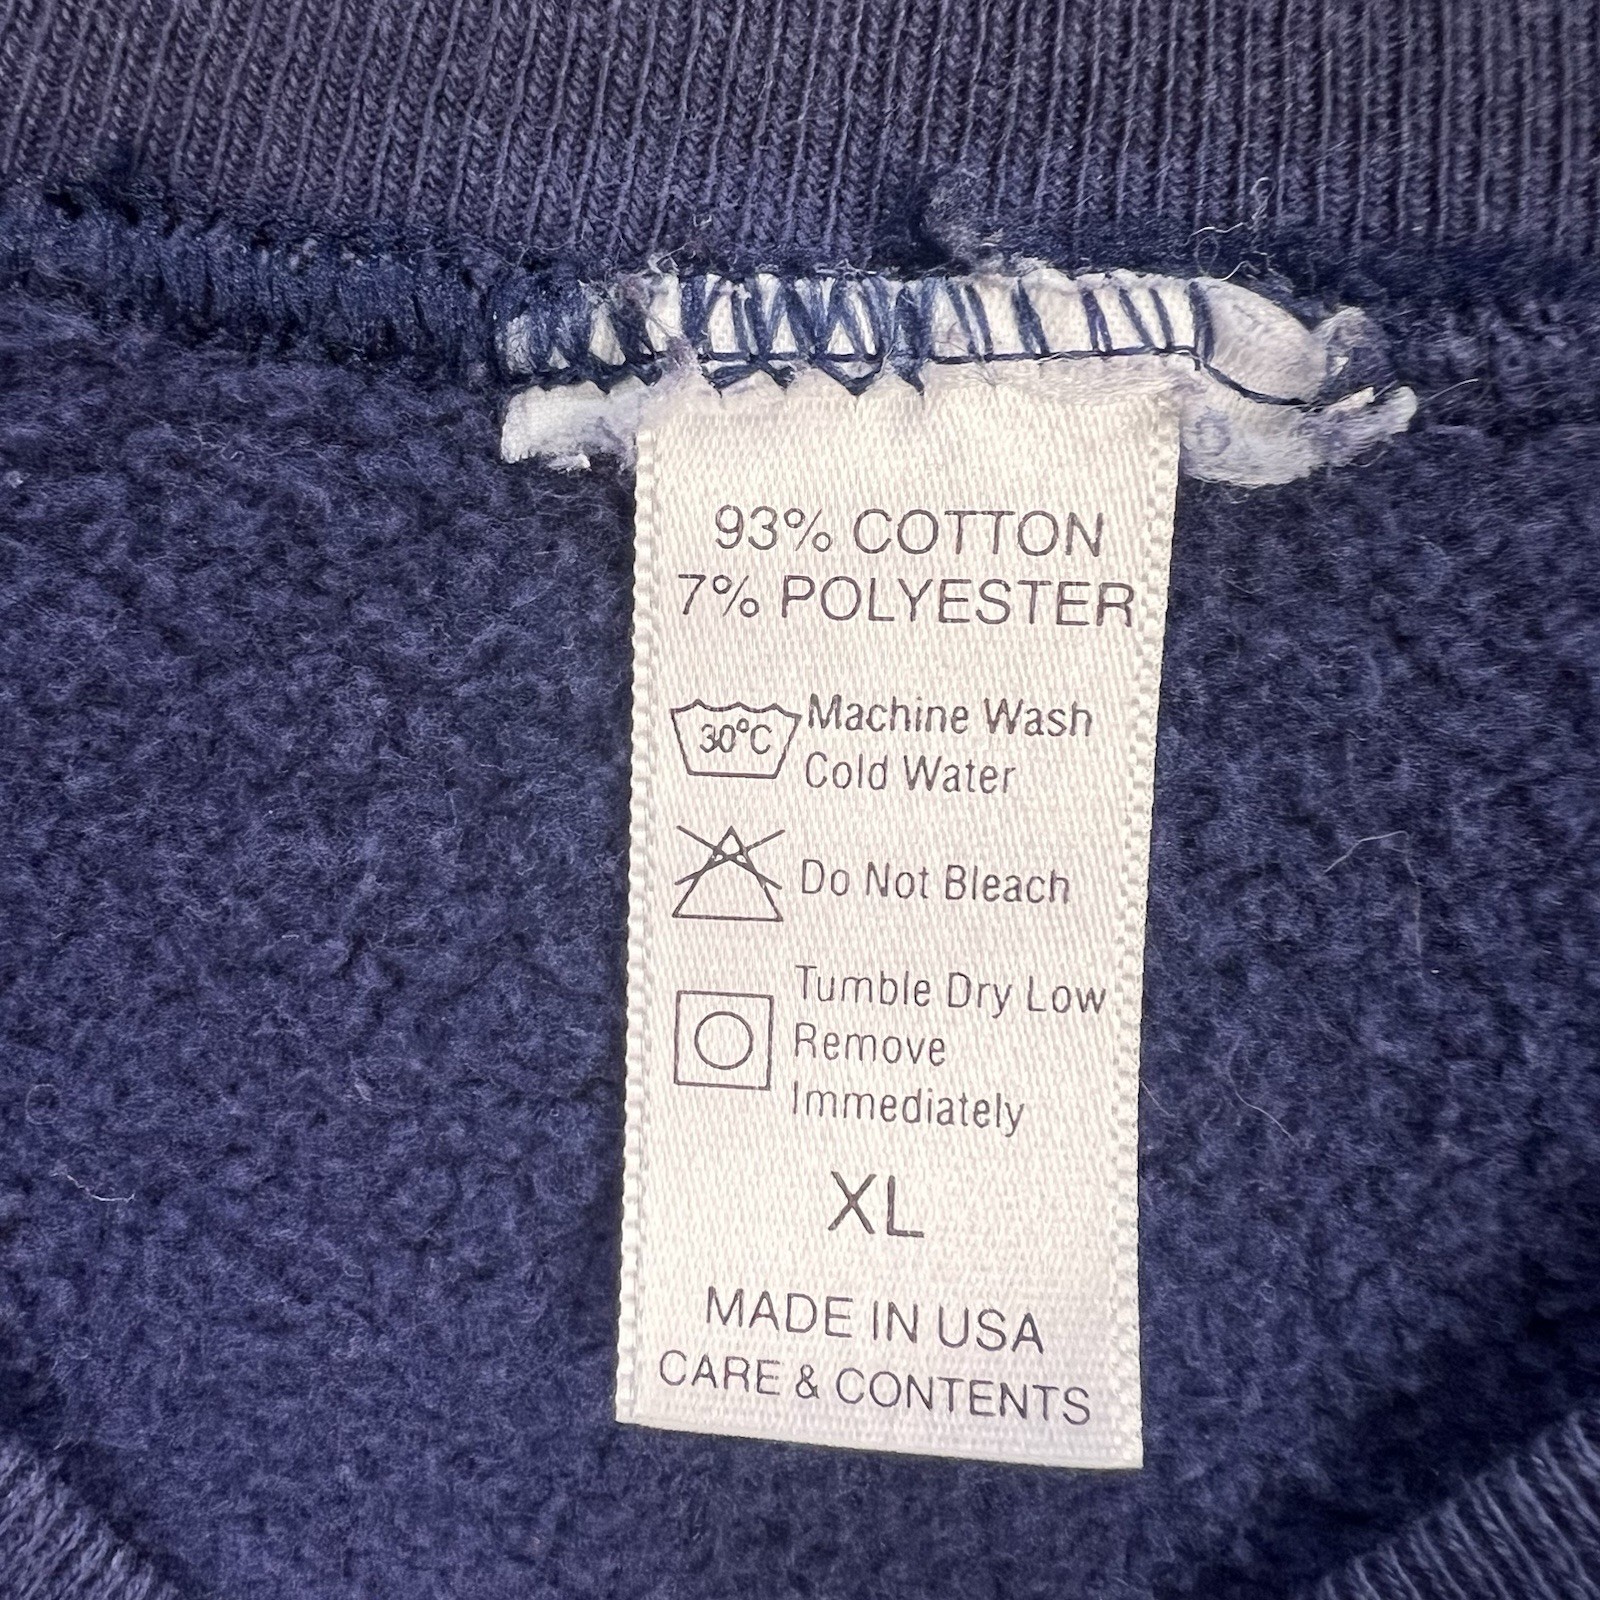 93% COTTON
7% POLYESTER
30°C Machine Wash
Cold Water
Do Not Bleach
Tumble Dry Low
Remove
Immediately
XL
MADE IN USA
CARE & CONTENTS